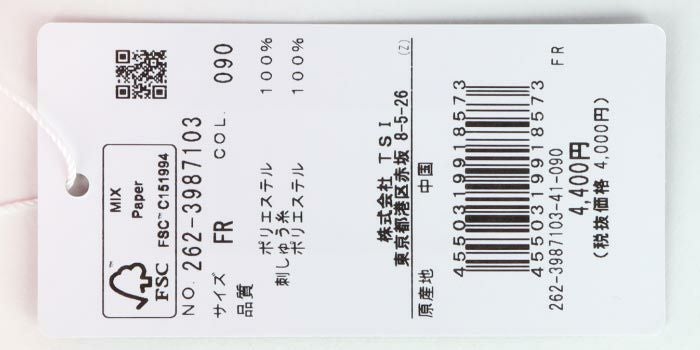 FSC
MIX
Paper
FSC™ C151994
NO. 262-3987103
サイズ FR COL. 090
品質
ポリエステル 100%
刺しゅう糸
ポリエステル 100%
株式会社 TSI
東京都港区赤坂 8-5-26
(Z)
原産地 中国
4550319918573
4550319918573
262-3987103-41-090 FR
4,400円
(税抜価格 4,000円)